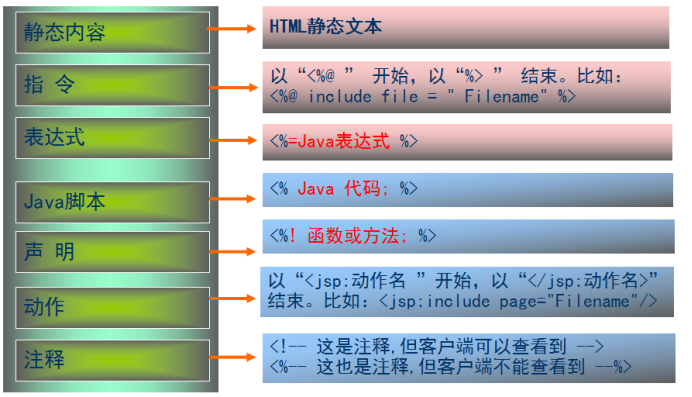 静态内容
HTML静态文本
指 令
以“<%@ ” 开始，以“%> ” 结束。比如：
<%@ include file = " Filename" %>
表达式
<%=Java表达式 %>
Java脚本
<% Java 代码; %>
声 明
<%! 函数或方法; %>
动作
以“<jsp:动作名 ”开始，以“</jsp:动作名>”
结束。比如：<jsp:include page="Filename"/>
注释
<!-- 这是注释,但客户端可以查看到 -->
<%-- 这也是注释,但客户端不能查看到 --%>